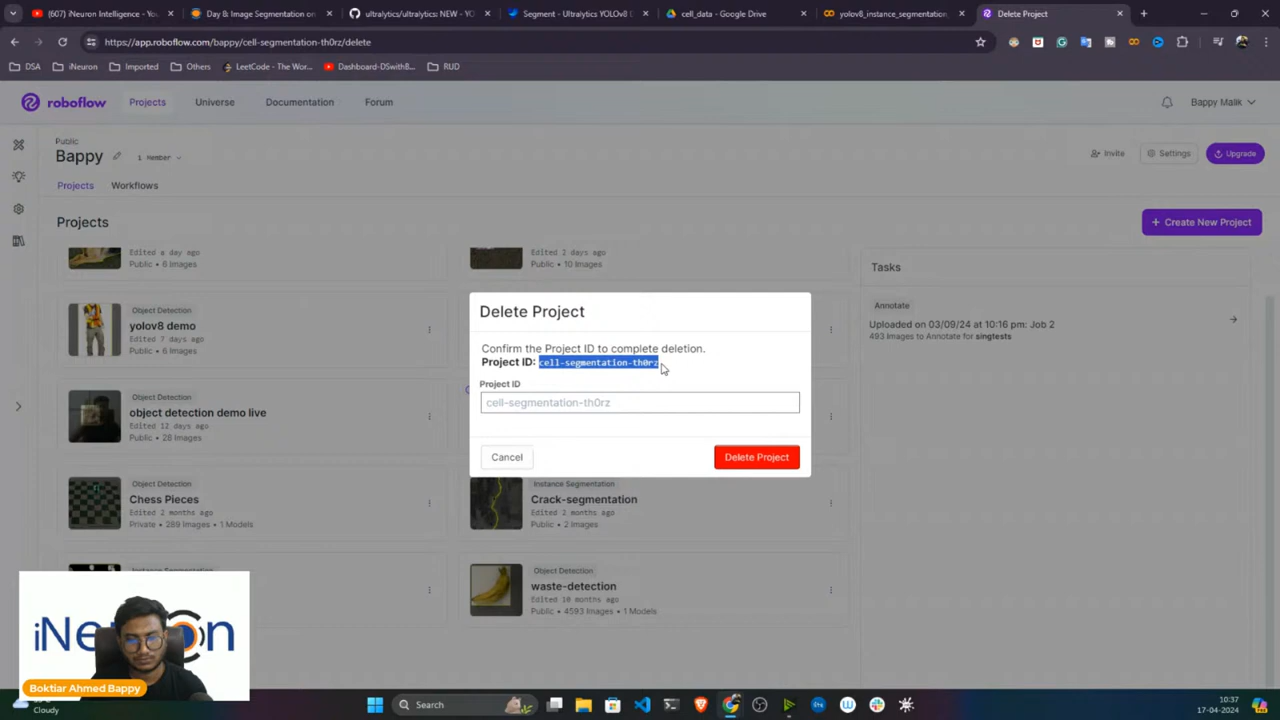 (607) iNeuron Intelligence - You
Day & Image Segmentation on
ultralytics/ultralytics: NEW - YO
Segment - Ultralytics YOLOv8 D
cell_data - Google Drive
yolov8_instance_segmentation
Delete Project
https://app.roboflow.com/bappy/cell-segmentation-th0rz/delete
DSA
iNeuron
Imported
Others
LeetCode - The Wor...
Dashboard-DSwithB...
RUD
roboflow
Projects
Universe
Documentation
Forum
Bappy Malik
Public
Bappy
1 Member
Invite
Settings
Upgrade
Projects
Workflows
Projects
+ Create New Project
Edited a day ago
Public • 6 Images
Edited 2 days ago
Public • 10 Images
Tasks
Annotate
Uploaded on 03/09/24 at 10:16 pm: Job 2
493 Images to Annotate for singtests
Object Detection
yolov8 demo
Edited 7 days ago
Public • 6 Images
Delete Project
Confirm the Project ID to complete deletion.
Project ID: cell-segmentation-th0rz
Project ID
cell-segmentation-th0rz
Cancel
Delete Project
Object Detection
object detection demo live
Edited 12 days ago
Public • 28 Images
Object Detection
Chess Pieces
Edited 2 months ago
Private • 289 Images • 1 Models
Instance Segmentation
Crack-segmentation
Edited 2 months ago
Public • 2 Images
Instance Segmentation
Object Detection
waste-detection
Edited 10 months ago
Public • 4593 Images • 1 Models
iNeuron
Boktiar Ahmed Bappy
Cloudy
Search
10:37
17-04-2024